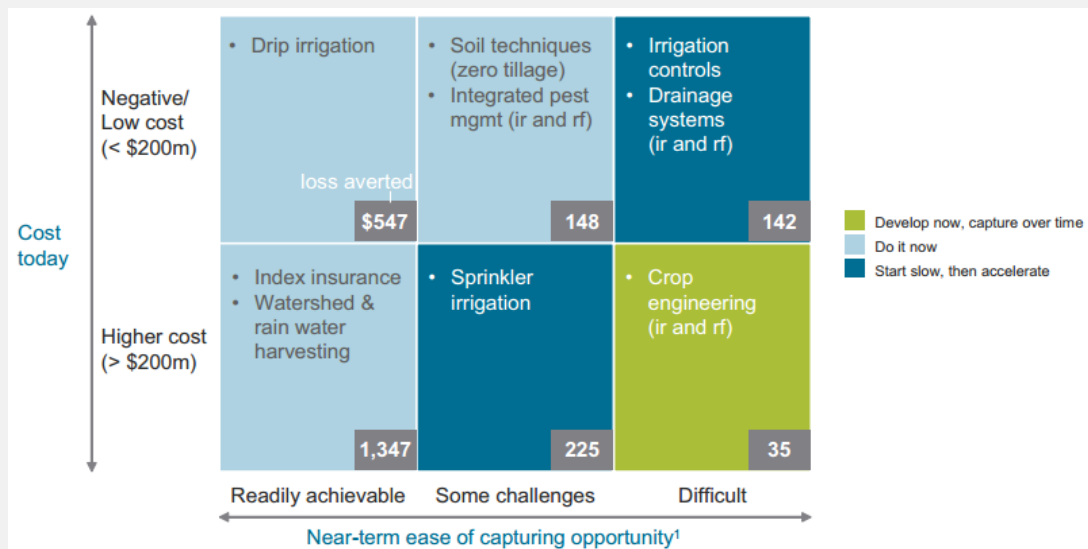 Cost
today
Negative/
Low cost
(< $200m)
• Drip irrigation
loss averted
$547
• Soil techniques
(zero tillage)
• Integrated pest
mgmt (ir and rf)
148
• Irrigation
controls
• Drainage
systems
(ir and rf)
142
Higher cost
(> $200m)
• Index insurance
• Watershed &
rain water
harvesting
1,347
• Sprinkler
irrigation
225
• Crop
engineering
(ir and rf)
35
Readily achievable
Some challenges
Difficult
Near-term ease of capturing opportunity¹
Develop now, capture over time
Do it now
Start slow, then accelerate